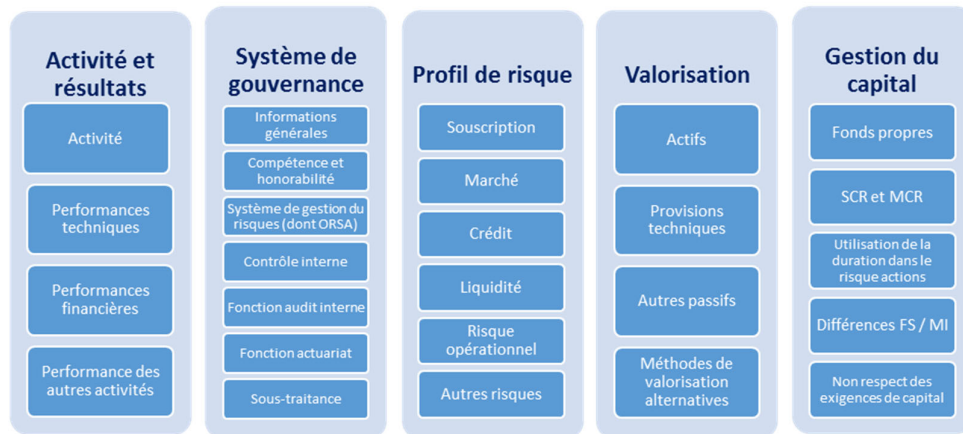 Activité et
résultats
Activité
Performances
techniques
Performances
financières
Performance des
autres activités
Système de
gouvernance
Informations
générales
Compétence et
honorabilité
Système de gestion du
risques (dont ORSA)
Contrôle interne
Fonction audit interne
Fonction actuariat
Sous-traitance
Profil de risque
Souscription
Marché
Crédit
Liquidité
Risque
opérationnel
Autres risques
Valorisation
Actifs
Provisions
techniques
Autres passifs
Méthodes de
valorisation
alternatives
Gestion du
capital
Fonds propres
SCR et MCR
Utilisation de la
duration dans le
risque actions
Différences FS / MI
Non respect des
exigences de capital